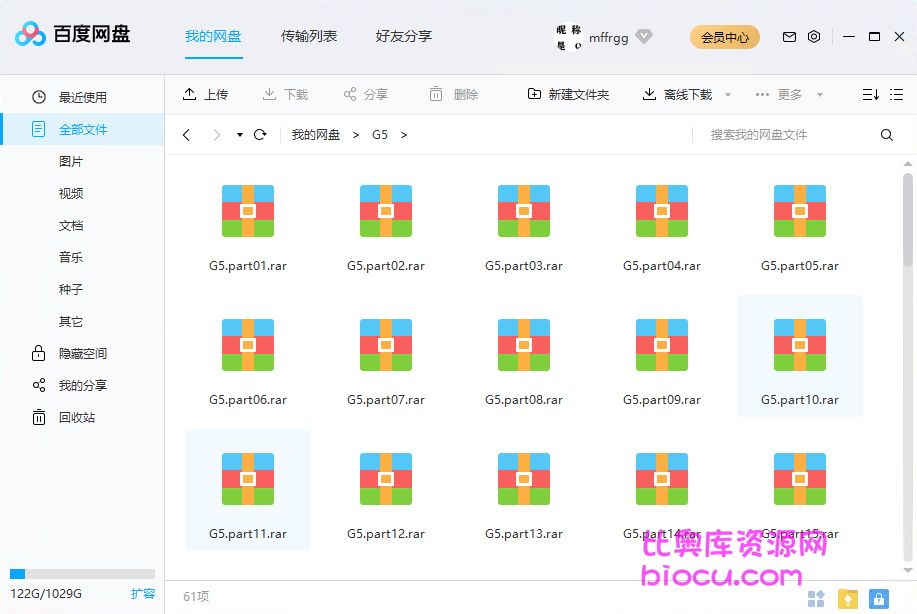 百度网盘
我的网盘 传输列表 好友分享
昵 称
是 o
mffrgg
会员中心
最近使用
全部文件
图片
视频
文档
音乐
种子
其它
隐藏空间
我的分享
回收站
122G/1029G 扩容
上传 下载 分享 删除 新建文件夹 离线下载 更多
我的网盘 > G5 >
搜索我的网盘文件
G5.part01.rar G5.part02.rar G5.part03.rar G5.part04.rar G5.part05.rar
G5.part06.rar G5.part07.rar G5.part08.rar G5.part09.rar G5.part10.rar
G5.part11.rar G5.part12.rar G5.part13.rar G5.part14.rar G5.part15.rar
比奥库资源网
biocu.com
61项